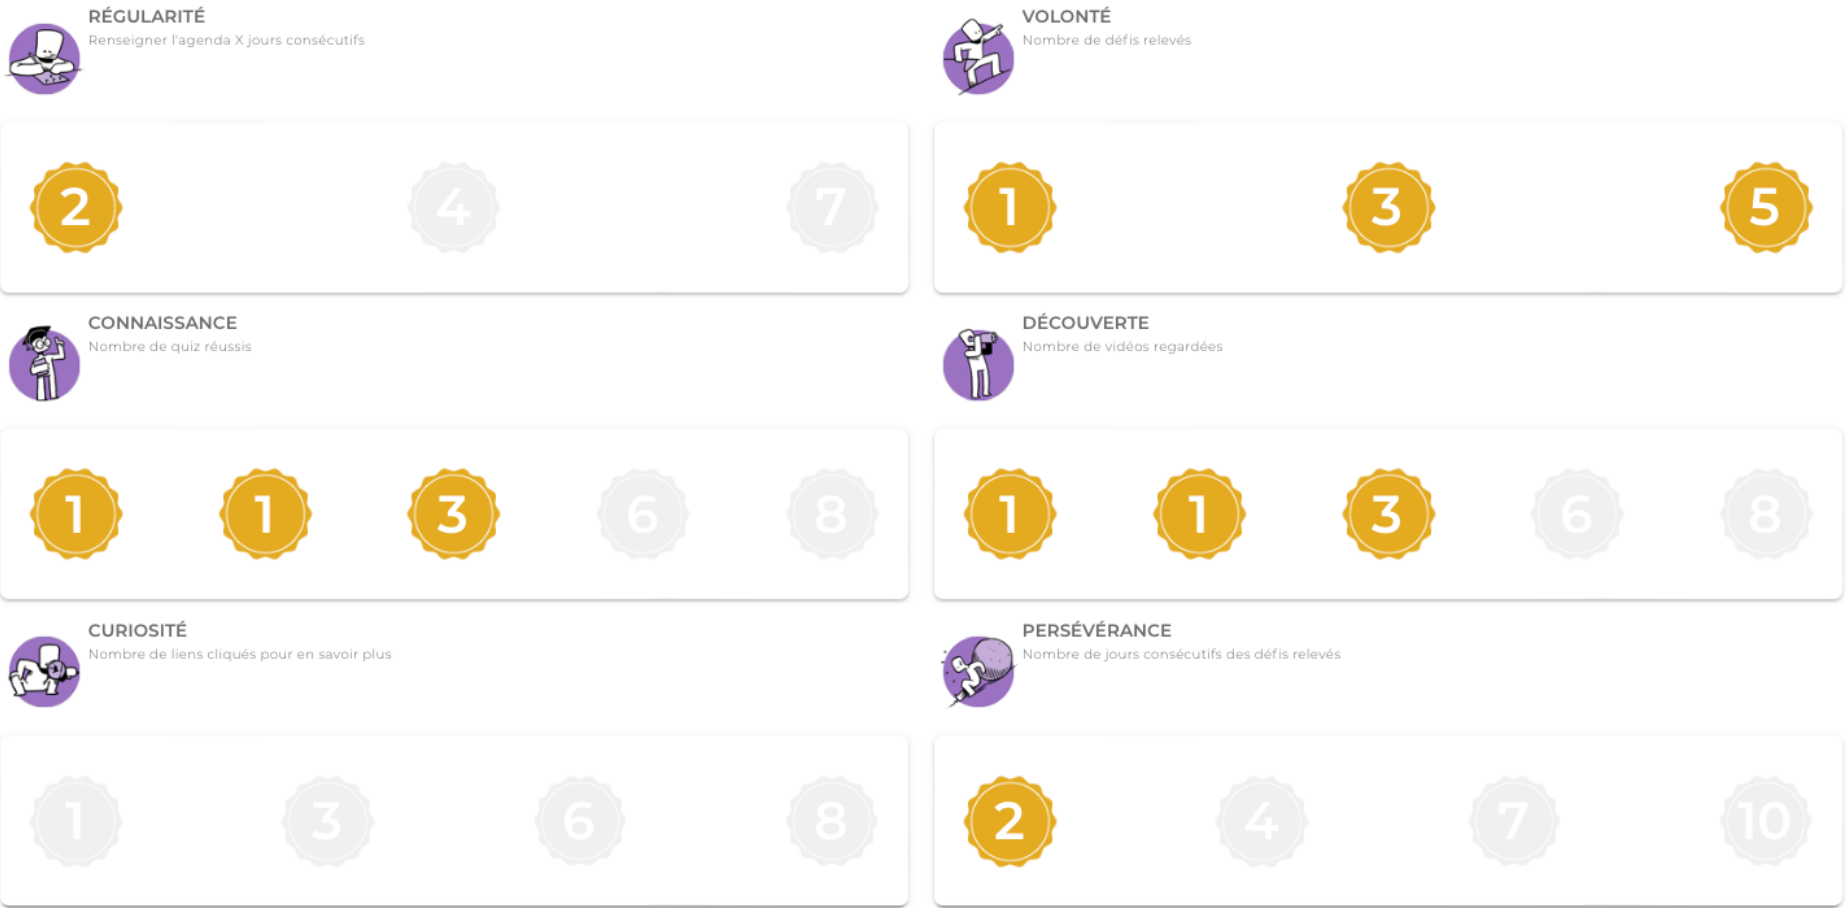 RÉGULARITÉ
Renseigner l'agenda X jours consécutifs
2 4 7
VOLONTÉ
Nombre de défis relevés
1 3 5
CONNAISSANCE
Nombre de quiz réussis
1 1 3 6 8
DÉCOUVERTE
Nombre de vidéos regardées
1 1 3 6 8
CURIOSITÉ
Nombre de liens cliqués pour en savoir plus
1 3 6 8
PERSÉVÉRANCE
Nombre de jours consécutifs des défis relevés
2 4 7 10